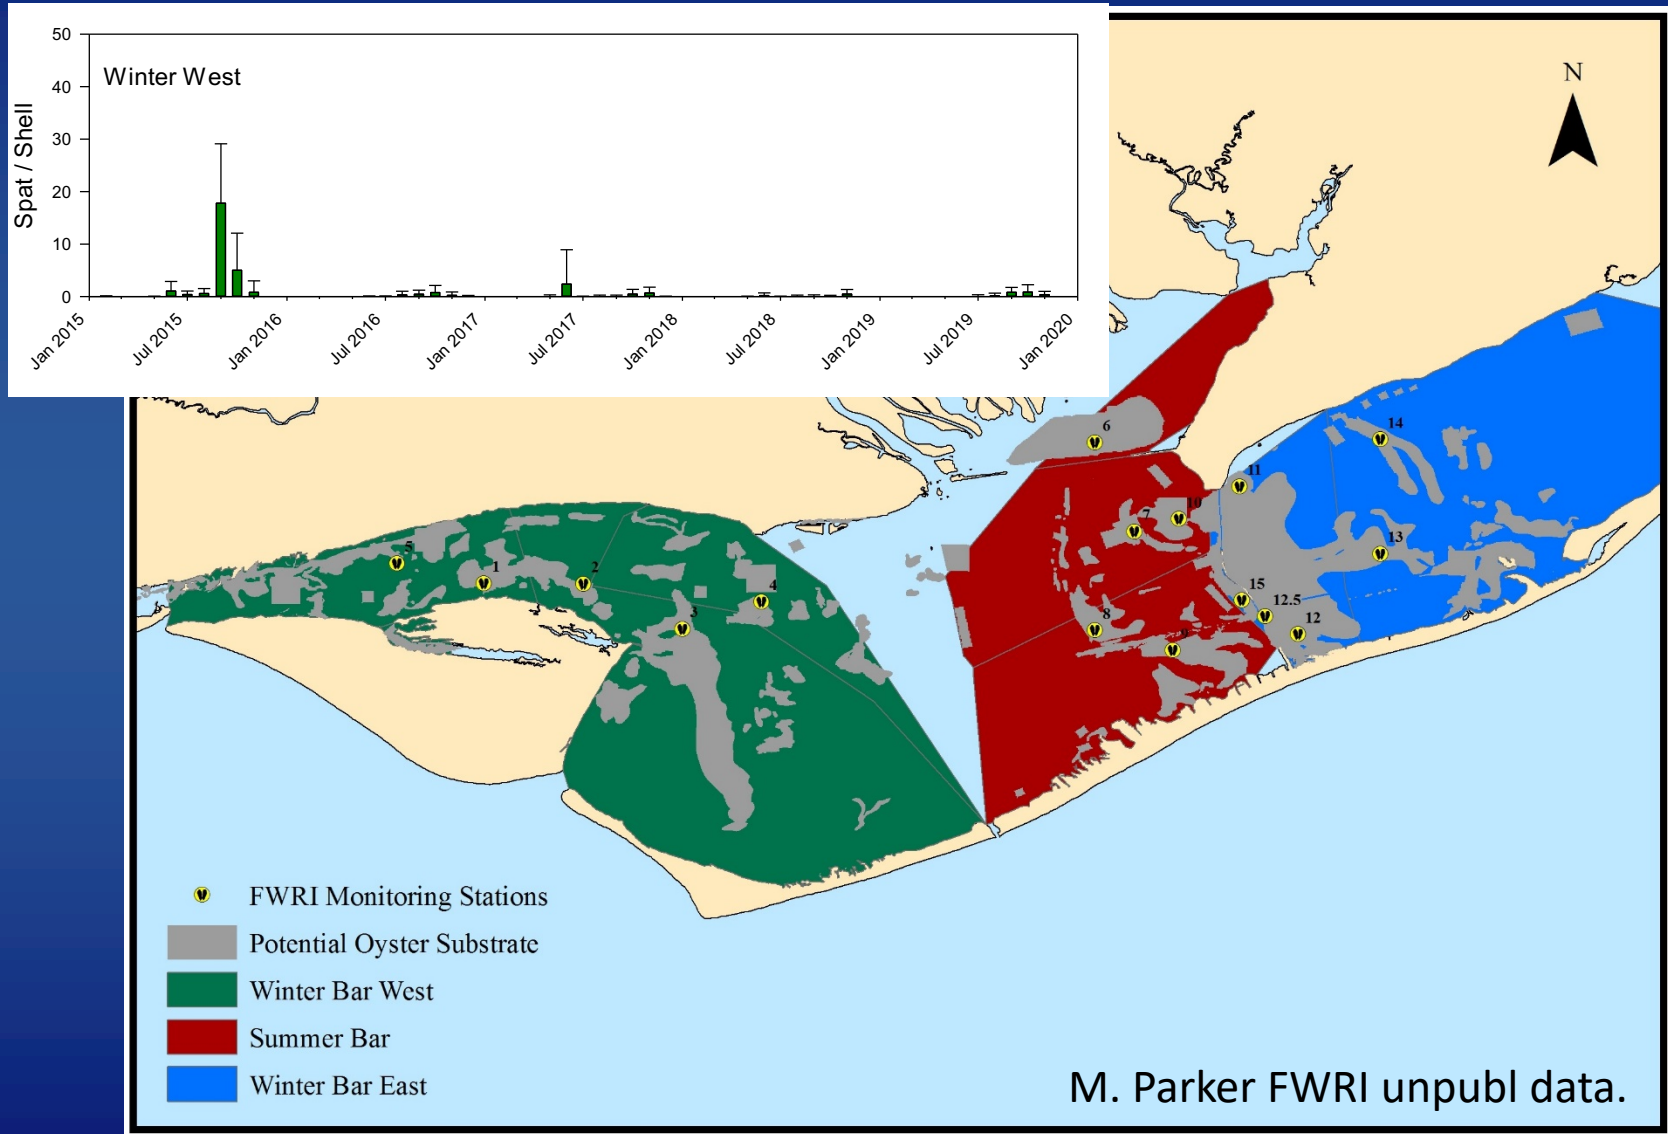 50
40
30
20
10
0
Spat / Shell
Winter West
Jan 2015
Jul 2015
Jan 2016
Jul 2016
Jan 2017
Jul 2017
Jan 2018
Jul 2018
Jan 2019
Jul 2019
Jan 2020
N
6
14
11
10
7
13
5
1
2
4
3
15
12.5
12
8
9
FWRI Monitoring Stations
Potential Oyster Substrate
Winter Bar West
Summer Bar
Winter Bar East
M. Parker FWRI unpubl data.